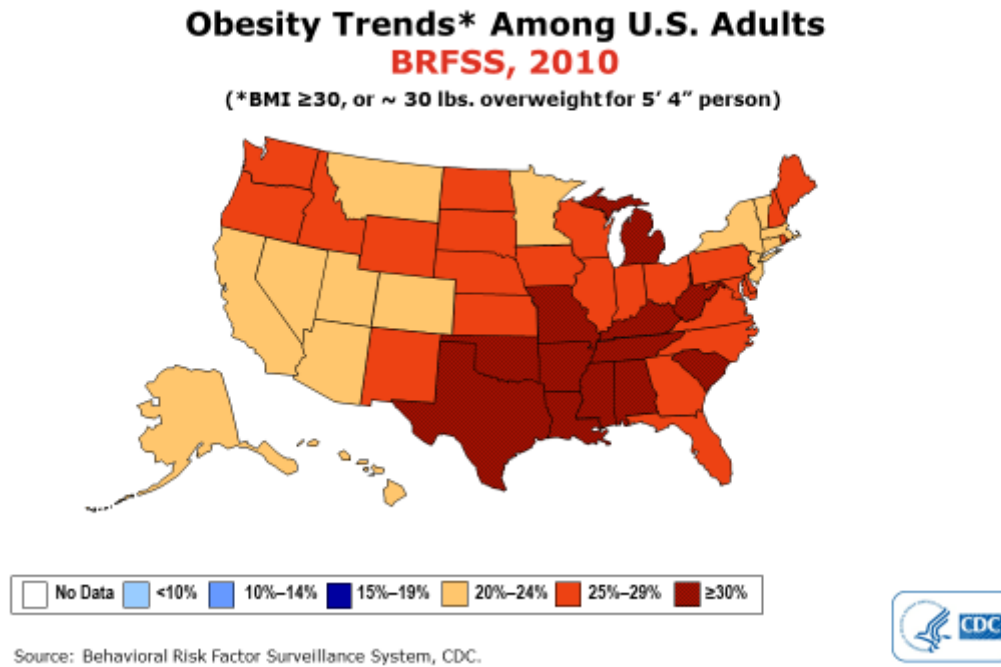 Obesity Trends* Among U.S. Adults
BRFSS, 2010
(*BMI ≥30, or ~ 30 lbs. overweight for 5’ 4” person)
No Data <10% 10%–14% 15%–19% 20%–24% 25%–29% ≥30%
CDC
Source: Behavioral Risk Factor Surveillance System, CDC.